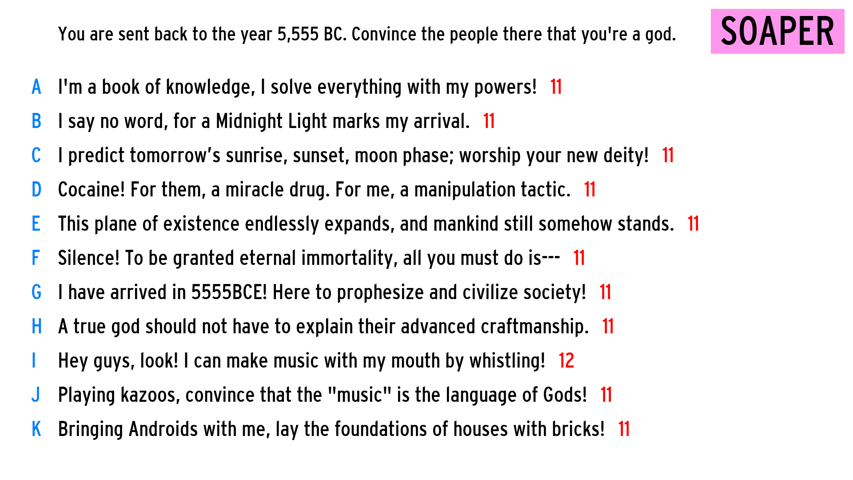 You are sent back to the year 5,555 BC. Convince the people there that you're a god.
SOAPER
A I'm a book of knowledge, I solve everything with my powers! 11
B I say no word, for a Midnight Light marks my arrival. 11
C I predict tomorrow’s sunrise, sunset, moon phase; worship your new deity! 11
D Cocaine! For them, a miracle drug. For me, a manipulation tactic. 11
E This plane of existence endlessly expands, and mankind still somehow stands. 11
F Silence! To be granted eternal immortality, all you must do is--- 11
G I have arrived in 5555BCE! Here to prophesize and civilize society! 11
H A true god should not have to explain their advanced craftmanship. 11
I Hey guys, look! I can make music with my mouth by whistling! 12
J Playing kazoos, convince that the "music" is the language of Gods! 11
K Bringing Androids with me, lay the foundations of houses with bricks! 11